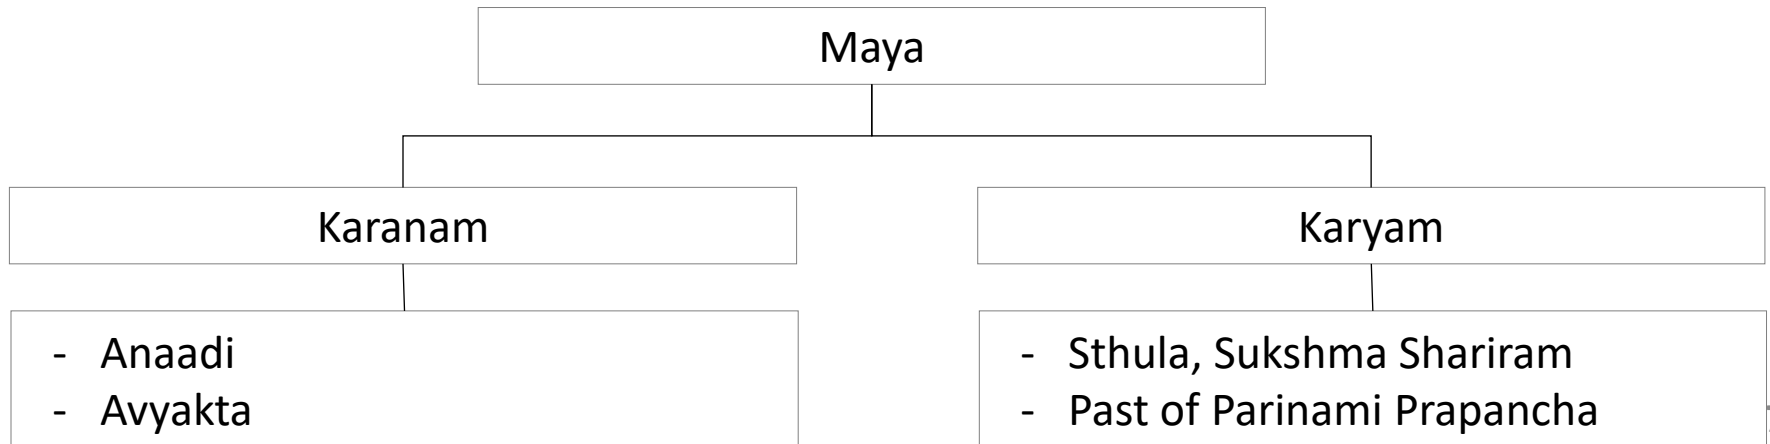 Maya
Karanam
Karyam
- Anaadi
- Avyakta
- Sthula, Sukshma Shariram
- Past of Parinami Prapancha